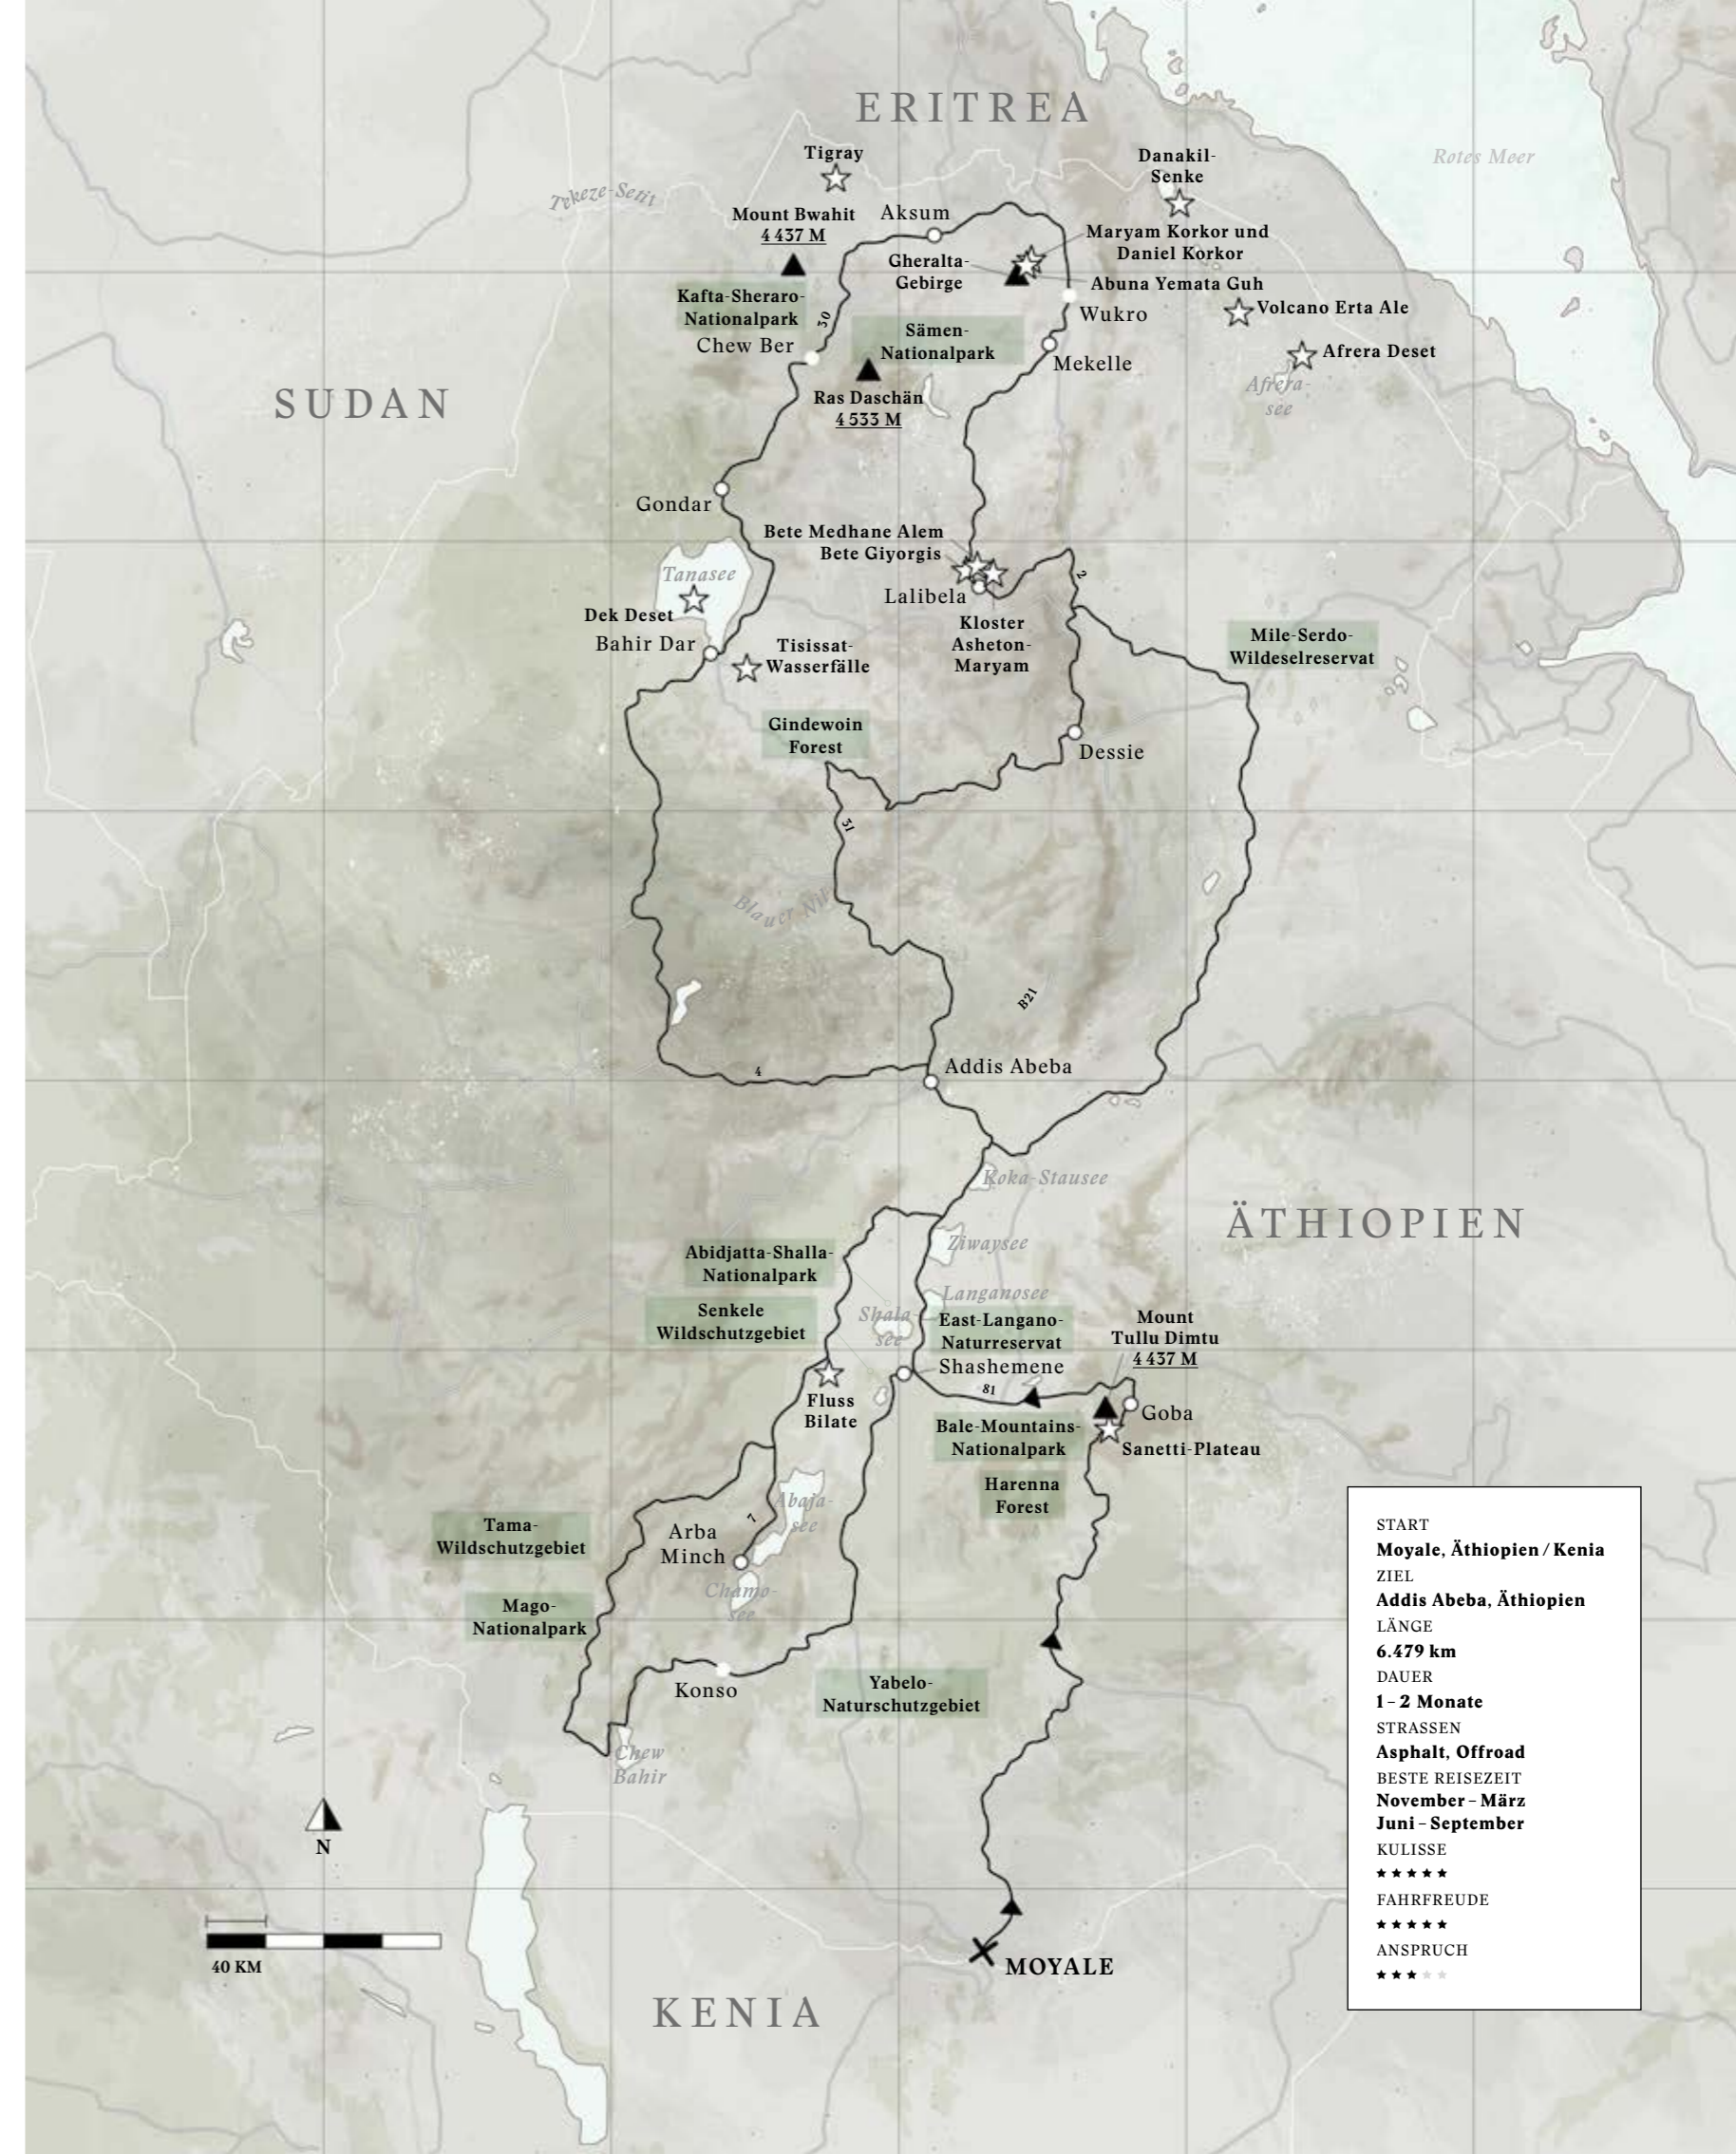 ERITREA
Rotes Meer
Tigray
Danakil-
Senke
Tekeze-Setit
Mount Bwahit
4 437 M
Aksum
Maryam Korkor und
Daniel Korkor
Gheralta-
Gebirge
Abuna Yemata Guh
Kafta-Sheraro-
Nationalpark
30
Wukro
Volcano Erta Ale
Chew Ber
Sämen-
Nationalpark
Mekelle
Afrera Deset
Afrera-
see
SUDAN
Ras Daschän
4 533 M
Gondar
Bete Medhane Alem
Bete Giyorgis
Tanasee
2
Lalibela
Dek Deset
Bahir Dar
Kloster
Asheton-
Maryam
Tisissat-
Wasserfälle
Mile-Serdo-
Wildeselreservat
Gindewoin
Forest
Dessie
31
Blauer Nil
B21
4
Addis Abeba
Koka-Stausee
ÄTHIOPIEN
Ziwaysee
Abidjatta-Shalla-
Nationalpark
Langanosee
Senkele
Wildschutzgebiet
Shala-
see
East-Langano-
Naturreservat
Mount
Tullu Dimtu
4 437 M
Shashemene
81
Fluss
Bilate
Goba
Bale-Mountains-
Nationalpark
Sanetti-Plateau
Harenna
Forest
Abaja-
see
7
Tama-
Wildschutzgebiet
Arba
Minch
Chamo-
see
Mago-
Nationalpark
Konso
Yabelo-
Naturschutzgebiet
Chew
Bahir
N
40 KM
MOYALE
KENIA
START
Moyale, Äthiopien / Kenia
ZIEL
Addis Abeba, Äthiopien
LÄNGE
6.479 km
DAUER
1 – 2 Monate
STRASSEN
Asphalt, Offroad
BESTE REISEZEIT
November – März
Juni – September
KULISSE
★★★★★
FAHRFREUDE
★★★★★
ANSPRUCH
★★★★★